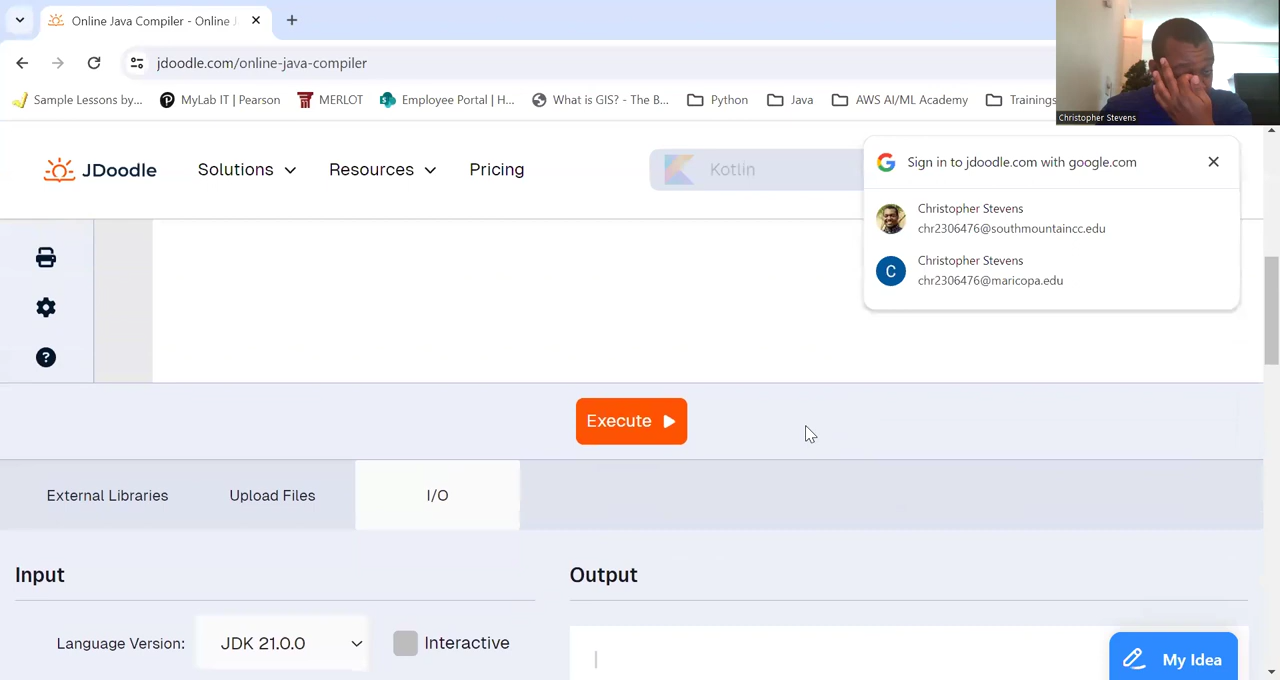 Online Java Compiler - Online J
jdoodle.com/online-java-compiler
Sample Lessons by...
MyLab IT | Pearson
MERLOT
Employee Portal | H...
What is GIS? - The B...
Python
Java
AWS AI/ML Academy
Trainings
Christopher Stevens
JDoodle
Solutions
Resources
Pricing
Kotlin
Sign in to jdoodle.com with google.com
Christopher Stevens
chr2306476@southmountaincc.edu
C
Christopher Stevens
chr2306476@maricopa.edu
Execute
External Libraries
Upload Files
I/O
Input
Output
Language Version:
JDK 21.0.0
Interactive
My Idea